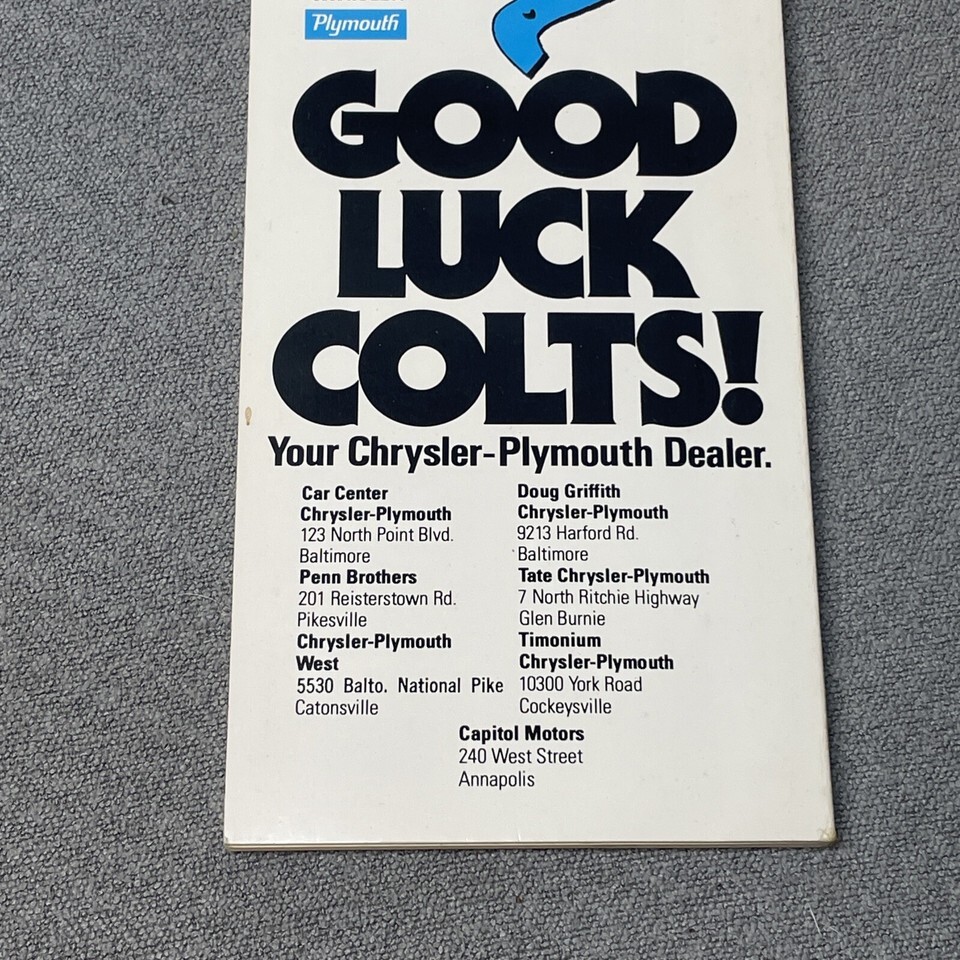 Plymouth
GOOD
LUCK
COLTS!
Your Chrysler-Plymouth Dealer.
Car Center
Chrysler-Plymouth
123 North Point Blvd.
Baltimore
Penn Brothers
201 Reisterstown Rd.
Pikesville
Chrysler-Plymouth
West
5530 Balto. National Pike
Catonsville
Doug Griffith
Chrysler-Plymouth
9213 Harford Rd.
Baltimore
Tate Chrysler-Plymouth
7 North Ritchie Highway
Glen Burnie
Timonium
Chrysler-Plymouth
10300 York Road
Cockeysville
Capitol Motors
240 West Street
Annapolis